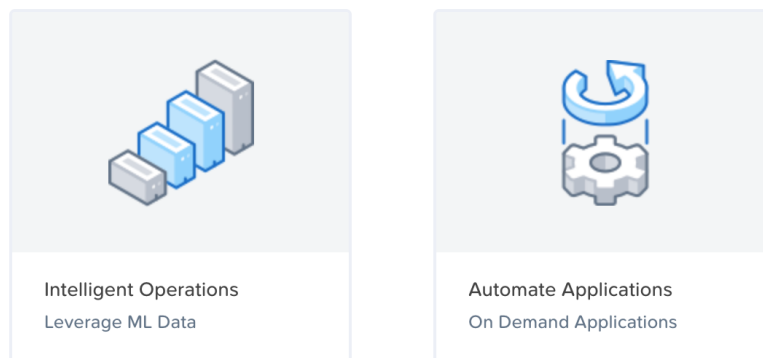 Intelligent Operations
Leverage ML Data
Automate Applications
On Demand Applications